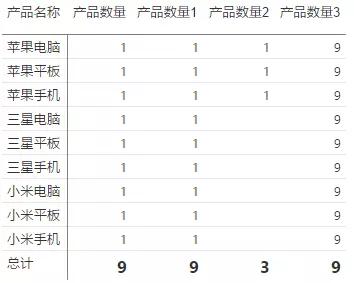 产品名称 产品数量 产品数量1 产品数量2 产品数量3
苹果电脑 1 1 1 9
苹果平板 1 1 1 9
苹果手机 1 1 1 9
三星电脑 1 1 9
三星平板 1 1 9
三星手机 1 1 9
小米电脑 1 1 9
小米平板 1 1 9
小米手机 1 1 9
总计 9 9 3 9